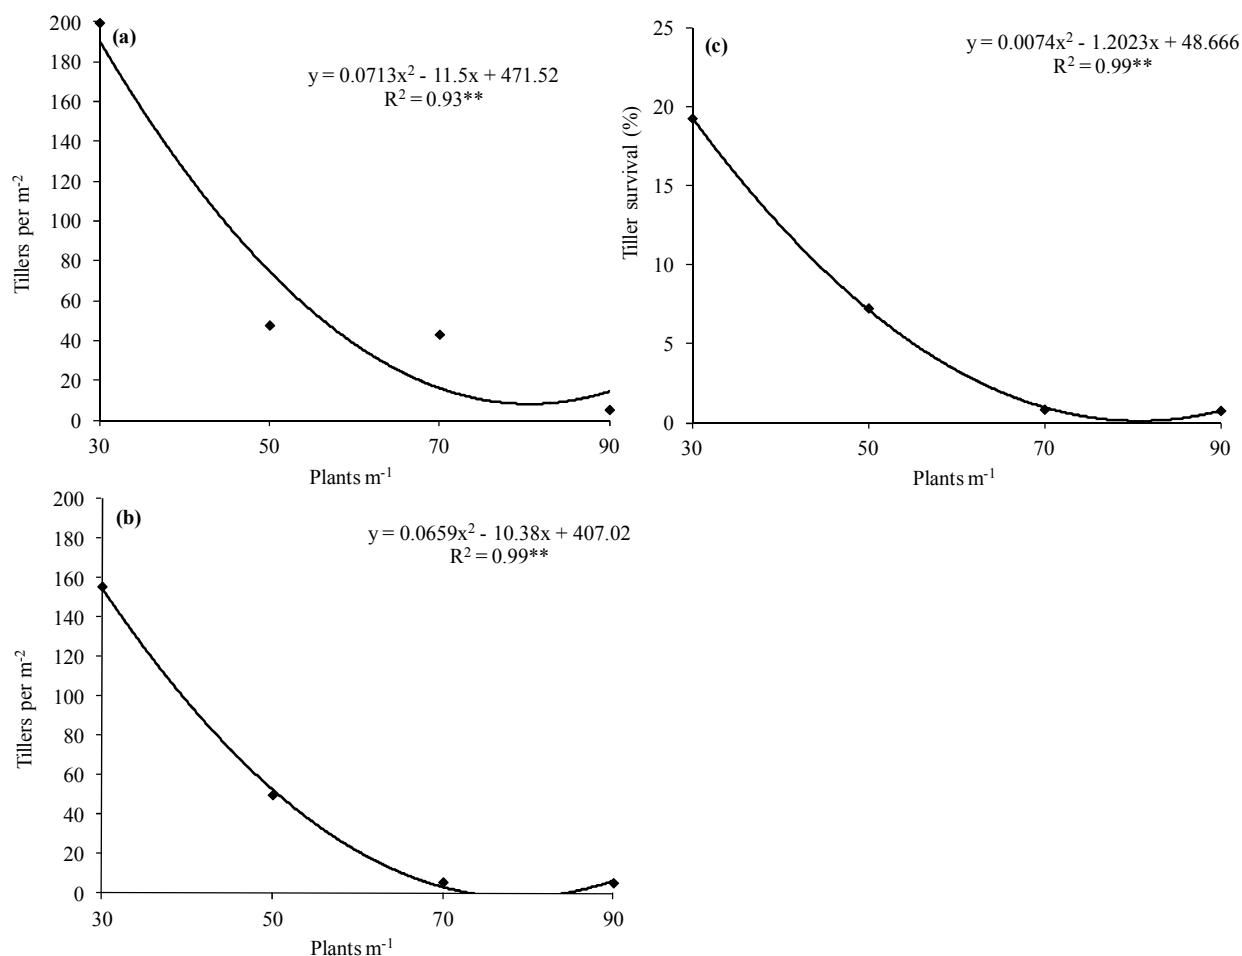 (a)
y = 0.0713x² - 11.5x + 471.52
R² = 0.93**
200
180
160
140
120
100
80
60
40
20
0
Tillers per m⁻²
30 50 70 90
Plants m⁻¹
(c)
y = 0.0074x² - 1.2023x + 48.666
R² = 0.99**
25
20
15
10
5
0
Tiller survival (%)
30 50 70 90
Plants m⁻¹
(b)
y = 0.0659x² - 10.38x + 407.02
R² = 0.99**
200
180
160
140
120
100
80
60
40
20
0
Tillers per m⁻²
30 50 70 90
Plants m⁻¹